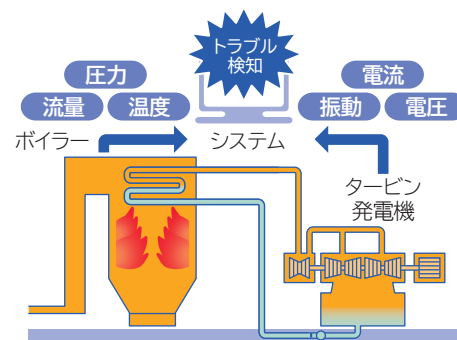 トラブル
検知
圧力
流量
温度
電流
振動
電圧
ボイラー
システム
タービン
発電機